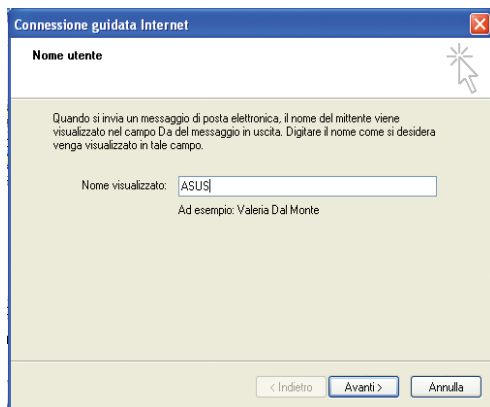 Connessione guidata Internet
Nome utente
Quando si invia un messaggio di posta elettronica, il nome del mittente viene
visualizzato nel campo Da del messaggio in uscita. Digitare il nome come si desidera
venga visualizzato in tale campo.
Nome visualizzato: ASUS
Ad esempio: Valeria Dal Monte
< Indietro Avanti > Annulla